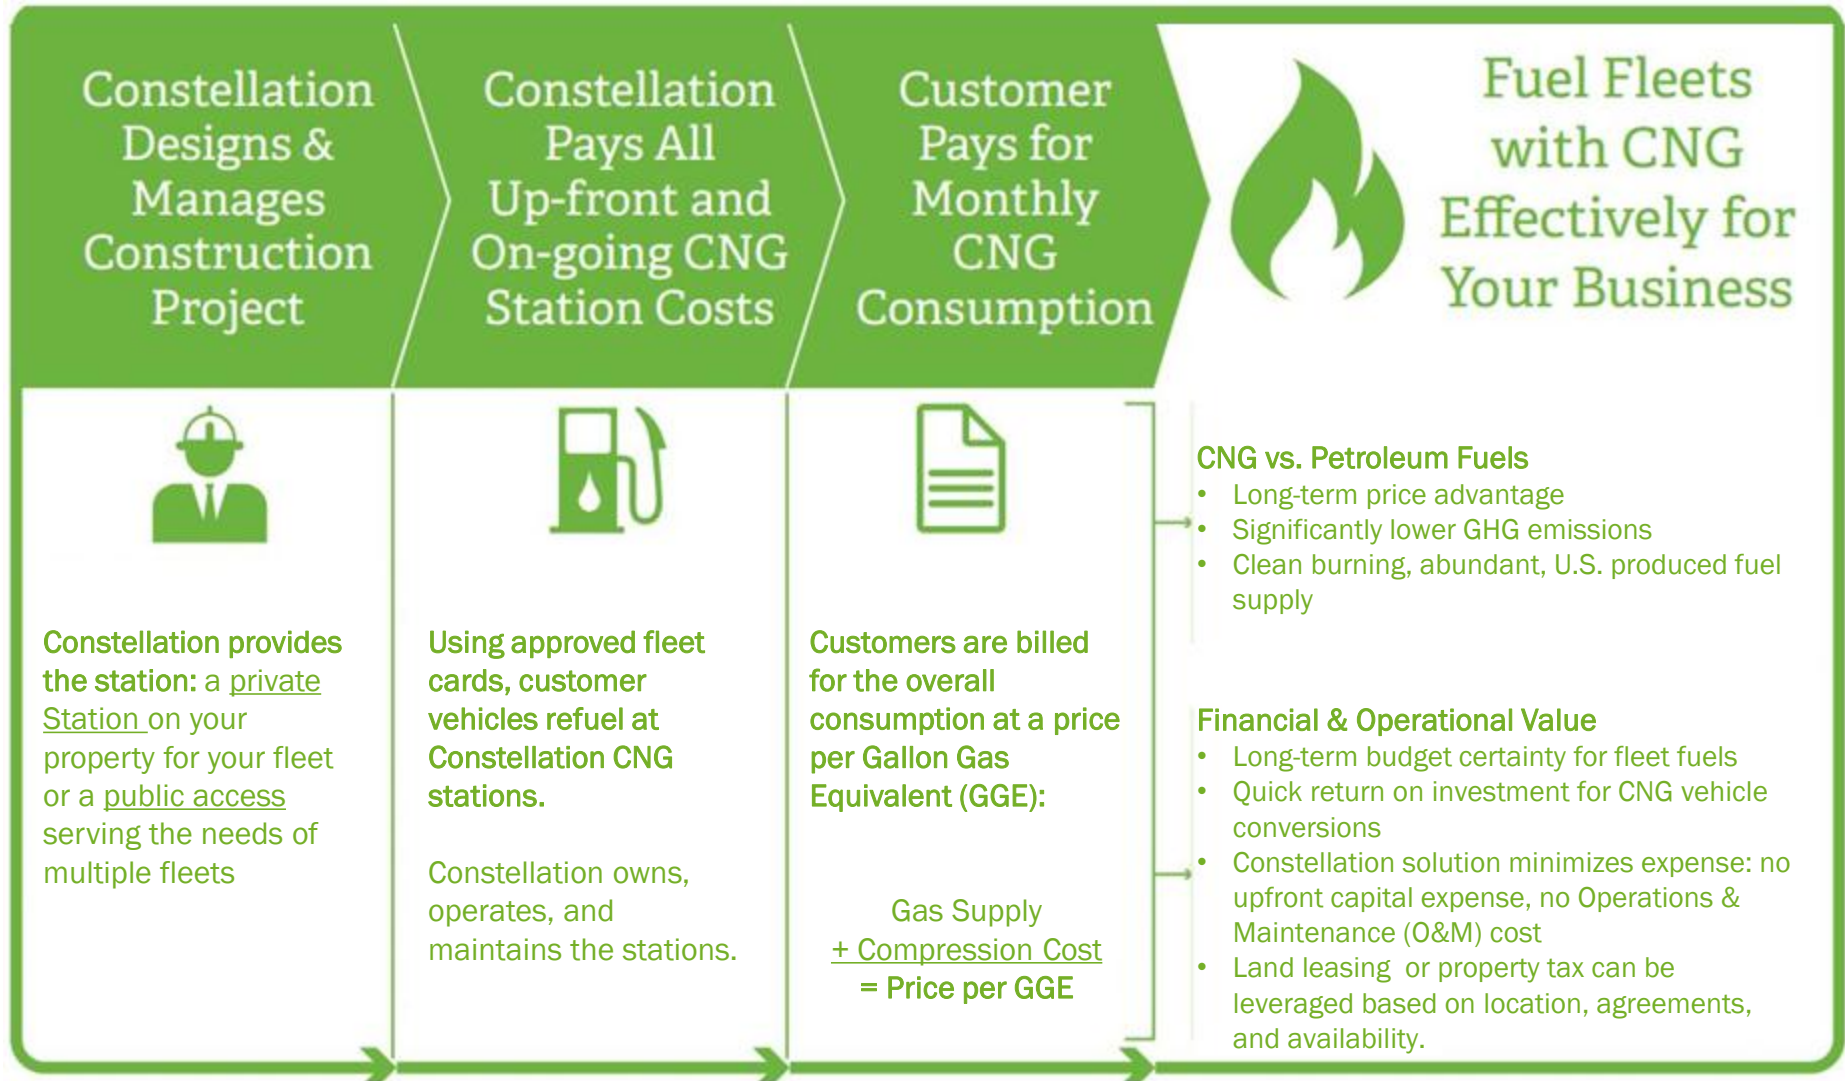 Constellation
Designs &
Manages
Construction
Project
Constellation
Pays All
Up-front and
On-going CNG
Station Costs
Customer
Pays for
Monthly
CNG
Consumption
Fuel Fleets
with CNG
Effectively for
Your Business
Constellation provides
the station: a private
Station on your
property for your fleet
or a public access
serving the needs of
multiple fleets
Using approved fleet
cards, customer
vehicles refuel at
Constellation CNG
stations.
Constellation owns,
operates, and
maintains the stations.
Customers are billed
for the overall
consumption at a price
per Gallon Gas
Equivalent (GGE):
Gas Supply
+ Compression Cost
= Price per GGE
CNG vs. Petroleum Fuels
• Long-term price advantage
• Significantly lower GHG emissions
• Clean burning, abundant, U.S. produced fuel
supply
Financial & Operational Value
• Long-term budget certainty for fleet fuels
• Quick return on investment for CNG vehicle
conversions
• Constellation solution minimizes expense: no
upfront capital expense, no Operations &
Maintenance (O&M) cost
• Land leasing or property tax can be
leveraged based on location, agreements,
and availability.